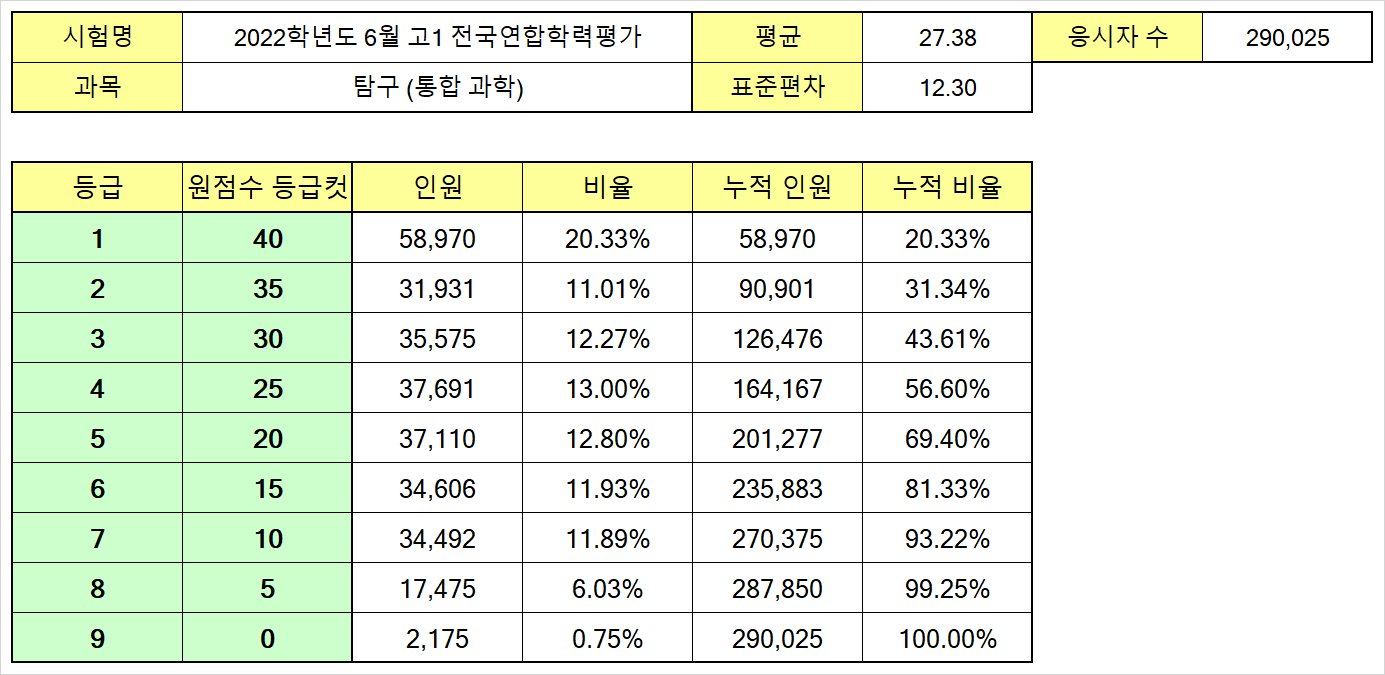 시험명 2022학년도 6월 고1 전국연합학력평가 평균 27.38 응시자 수 290,025
과목 탐구 (통합 과학) 표준편차 12.30
등급 원점수 등급컷 인원 비율 누적 인원 누적 비율
1 40 58,970 20.33% 58,970 20.33%
2 35 31,931 11.01% 90,901 31.34%
3 30 35,575 12.27% 126,476 43.61%
4 25 37,691 13.00% 164,167 56.60%
5 20 37,110 12.80% 201,277 69.40%
6 15 34,606 11.93% 235,883 81.33%
7 10 34,492 11.89% 270,375 93.22%
8 5 17,475 6.03% 287,850 99.25%
9 0 2,175 0.75% 290,025 100.00%